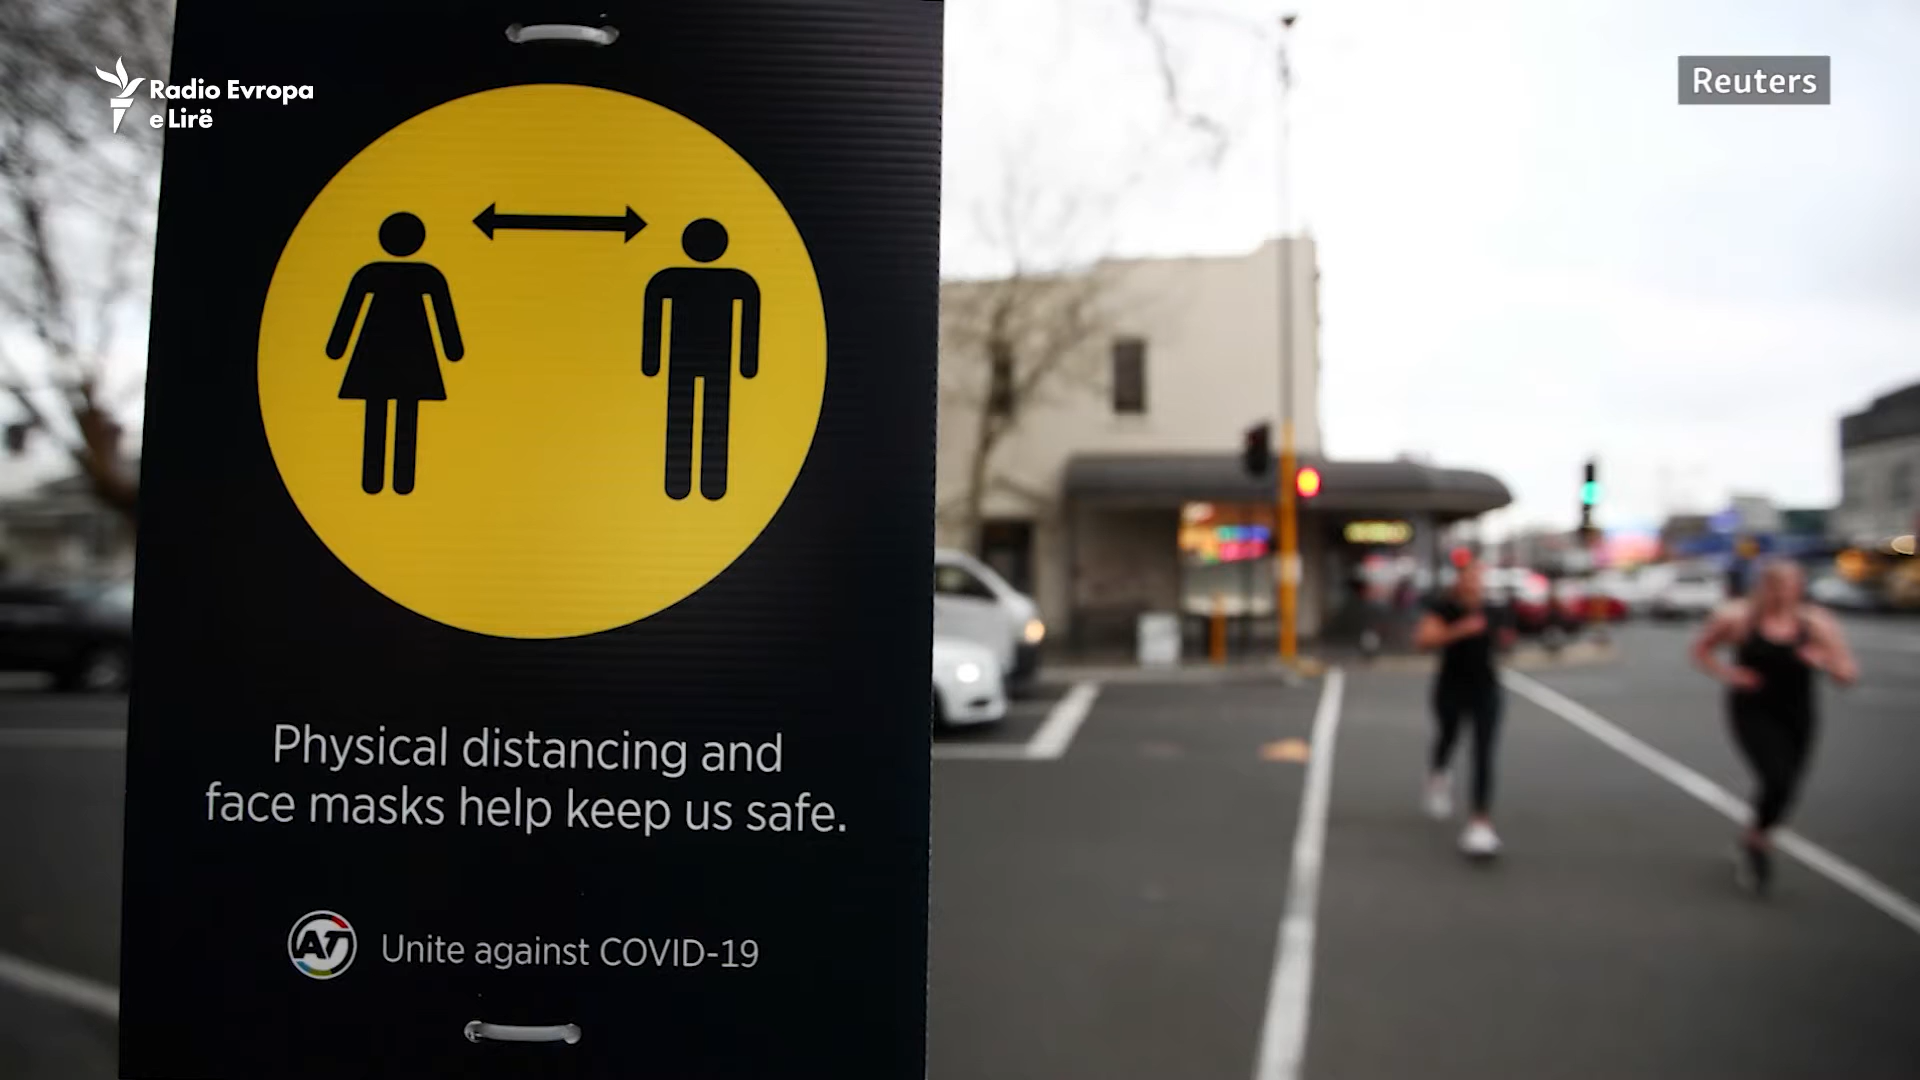 Radio Evropa
e Lirë
Reuters
Physical distancing and
face masks help keep us safe.
AT
Unite against COVID-19